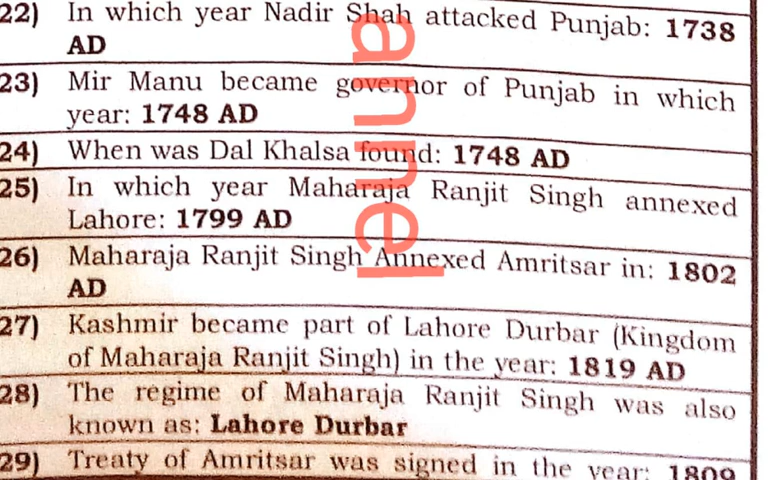 22) In which year Nadir Shah attacked Punjab: 1738
AD
23) Mir Manu became governor of Punjab in which
year: 1748 AD
24) When was Dal Khalsa found: 1748 AD
25) In which year Maharaja Ranjit Singh annexed
Lahore: 1799 AD
26) Maharaja Ranjit Singh Annexed Amritsar in: 1802
AD
27) Kashmir became part of Lahore Durbar (Kingdom
of Maharaja Ranjit Singh) in the year: 1819 AD
28) The regime of Maharaja Ranjit Singh was also
known as: Lahore Durbar
29) Treaty of Amritsar was signed in the year: 1809
annel